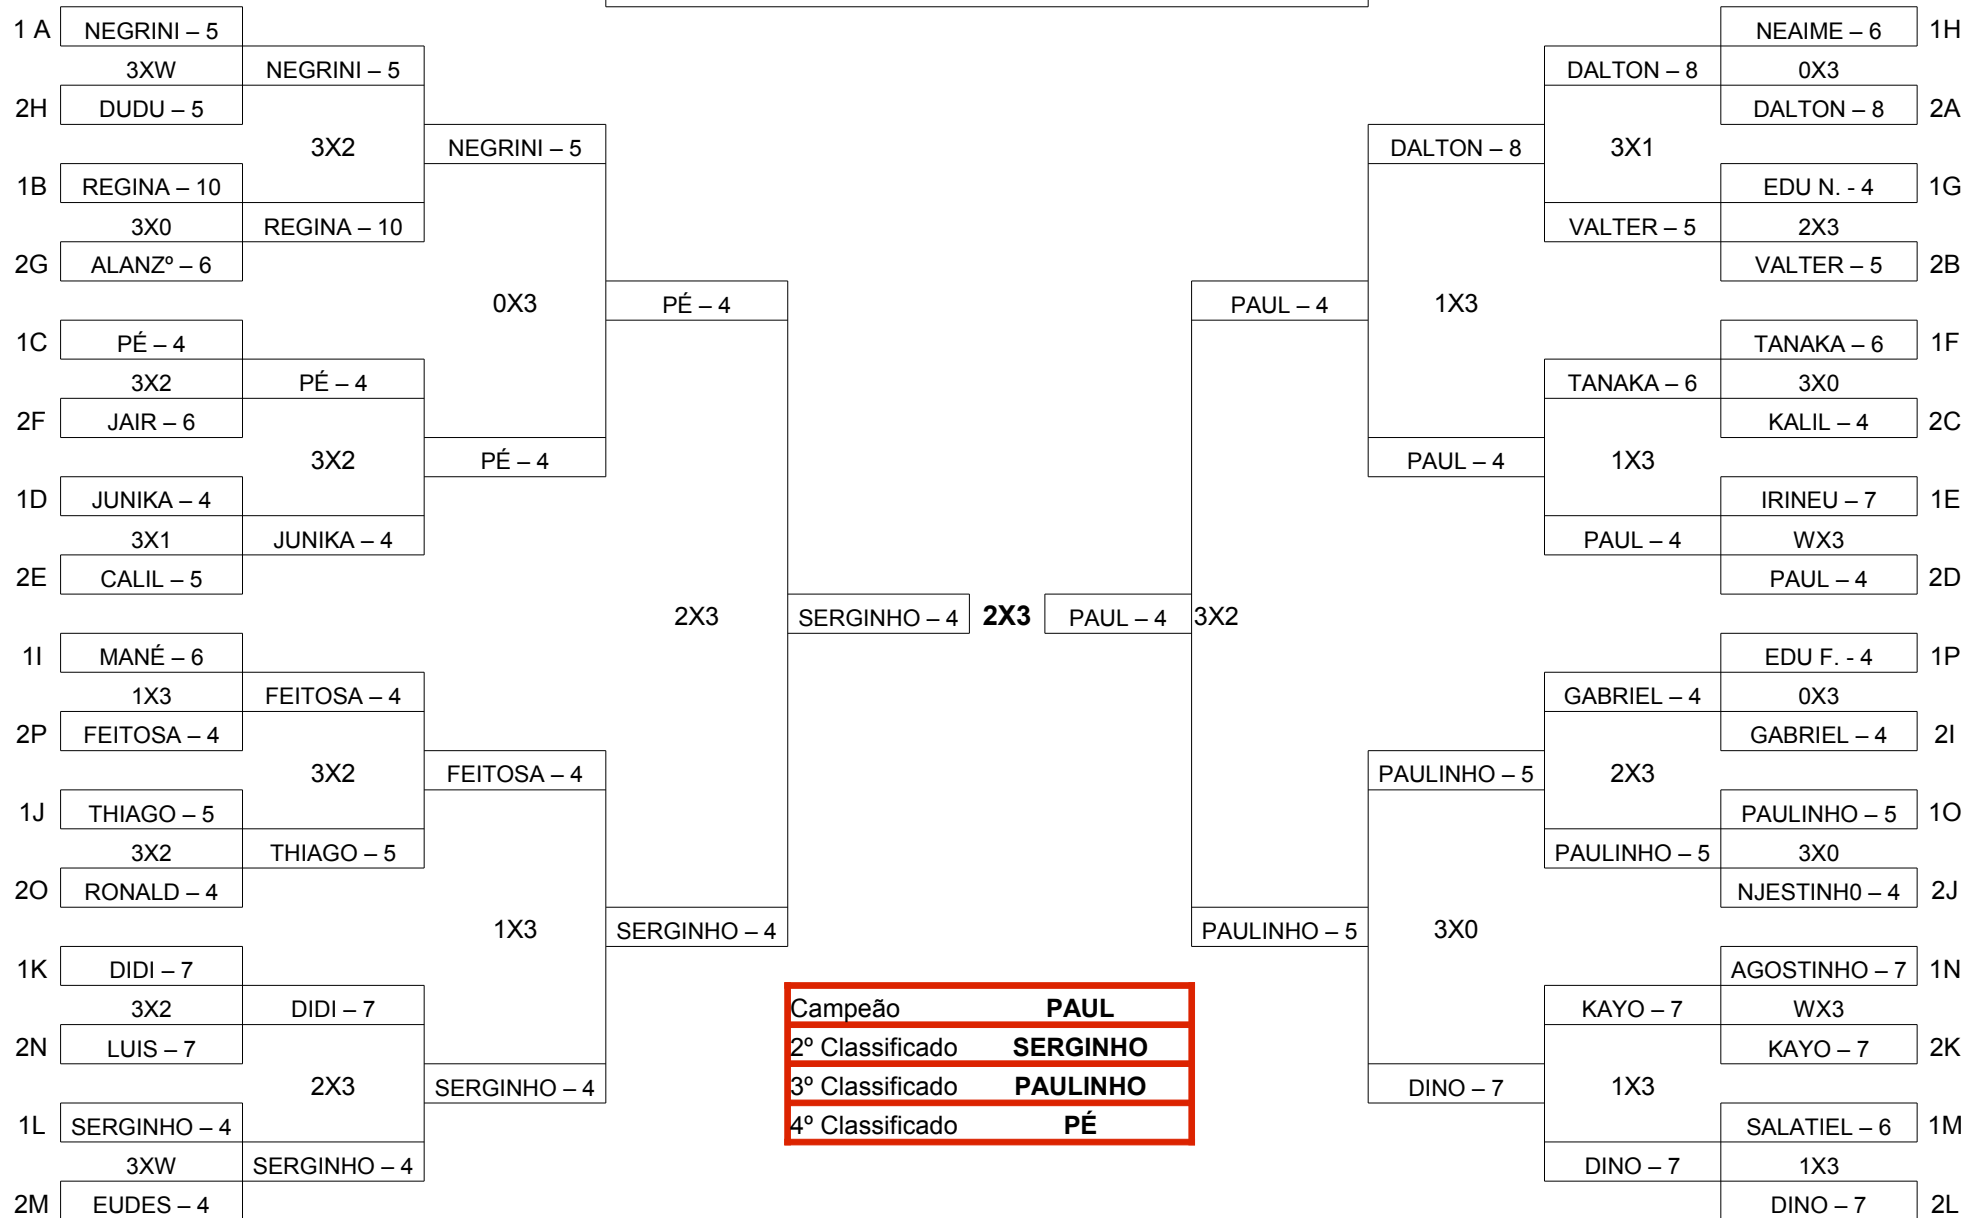 1 A NEGRINI – 5 NEAIME – 6 1H
3XW NEGRINI – 5 DALTON – 8 0X3
2H DUDU – 5 DALTON – 8 2A
3X2 NEGRINI – 5 DALTON – 8 3X1
1B REGINA – 10 EDU N. - 4 1G
3X0 REGINA – 10 VALTER – 5 2X3
2G ALANZº – 6 VALTER – 5 2B
0X3 PÉ – 4 PAUL – 4 1X3
1C PÉ – 4 TANAKA – 6 1F
3X2 PÉ – 4 TANAKA – 6 3X0
2F JAIR – 6 KALIL – 4 2C
3X2 PÉ – 4 PAUL – 4 1X3
1D JUNIKA – 4 IRINEU – 7 1E
3X1 JUNIKA – 4 PAUL – 4 WX3
2E CALIL – 5 PAUL – 4 2D
2X3 SERGINHO – 4 2X3 PAUL – 4 3X2
1I MANÉ – 6 EDU F. - 4 1P
1X3 FEITOSA – 4 GABRIEL – 4 0X3
2P FEITOSA – 4 GABRIEL – 4 2I
3X2 FEITOSA – 4 PAULINHO – 5 2X3
1J THIAGO – 5 PAULINHO – 5 1O
3X2 THIAGO – 5 PAULINHO – 5 3X0
2O RONALD – 4 NJESTINH0 – 4 2J
1X3 SERGINHO – 4 PAULINHO – 5 3X0
1K DIDI – 7 AGOSTINHO – 7 1N
3X2 DIDI – 7 Campeão PAUL KAYO – 7 WX3
2N LUIS – 7 2º Classificado SERGINHO KAYO – 7 2K
2X3 SERGINHO – 4 3º Classificado PAULINHO DINO – 7 1X3
1L SERGINHO – 4 4º Classificado PÉ SALATIEL – 6 1M
3XW SERGINHO – 4 DINO – 7 1X3
2M EUDES – 4 DINO – 7 2L